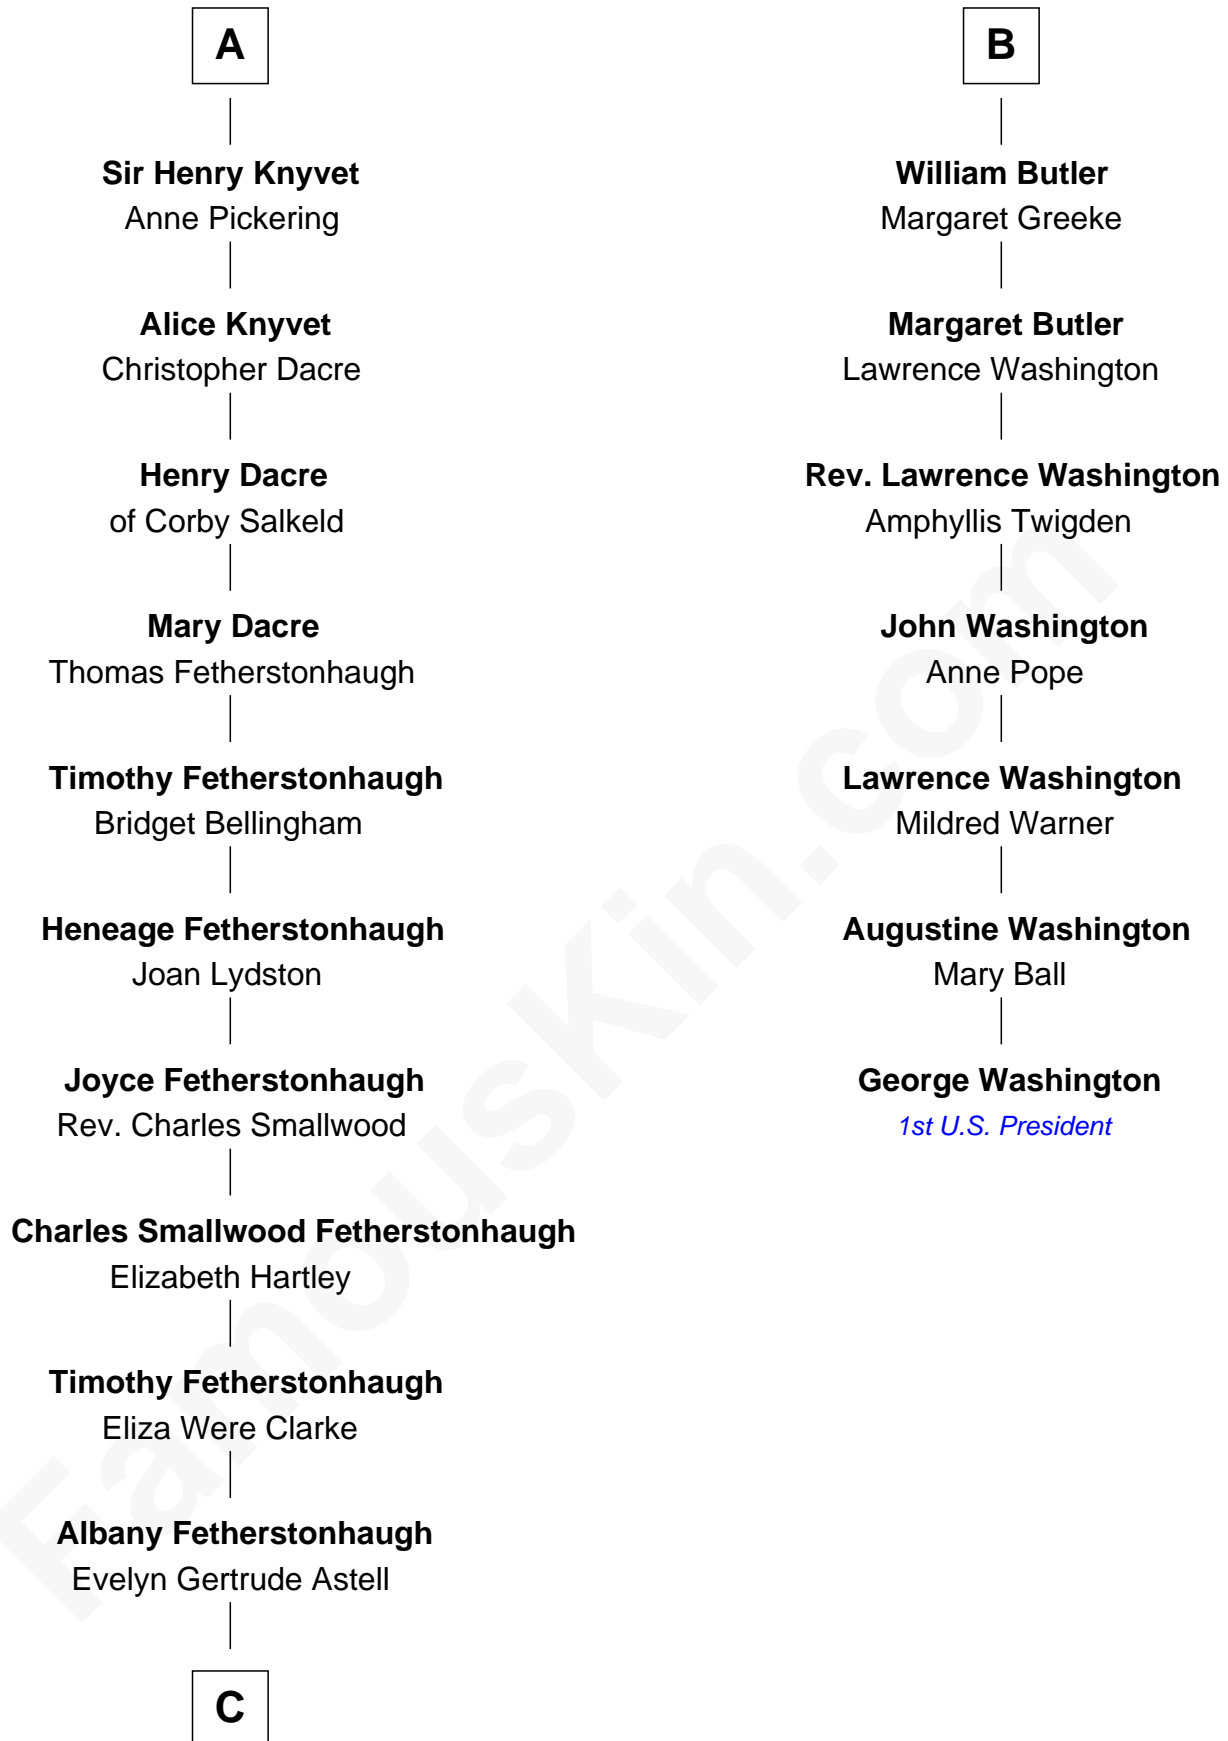 A
Sir Henry Knyvet
Anne Pickering
Alice Knyvet
Christopher Dacre
Henry Dacre
of Corby Salkeld
Mary Dacre
Thomas Fetherstonhaugh
Timothy Fetherstonhaugh
Bridget Bellingham
Heneage Fetherstonhaugh
Joan Lydston
Joyce Fetherstonhaugh
Rev. Charles Smallwood
Charles Smallwood Fetherstonhaugh
Elizabeth Hartley
Timothy Fetherstonhaugh
Eliza Were Clarke
Albany Fetherstonhaugh
Evelyn Gertrude Astell
C
B
William Butler
Margaret Greeke
Margaret Butler
Lawrence Washington
Rev. Lawrence Washington
Amphyllis Twigden
John Washington
Anne Pope
Lawrence Washington
Mildred Warner
Augustine Washington
Mary Ball
George Washington
1st U.S. President
FamousKin.com